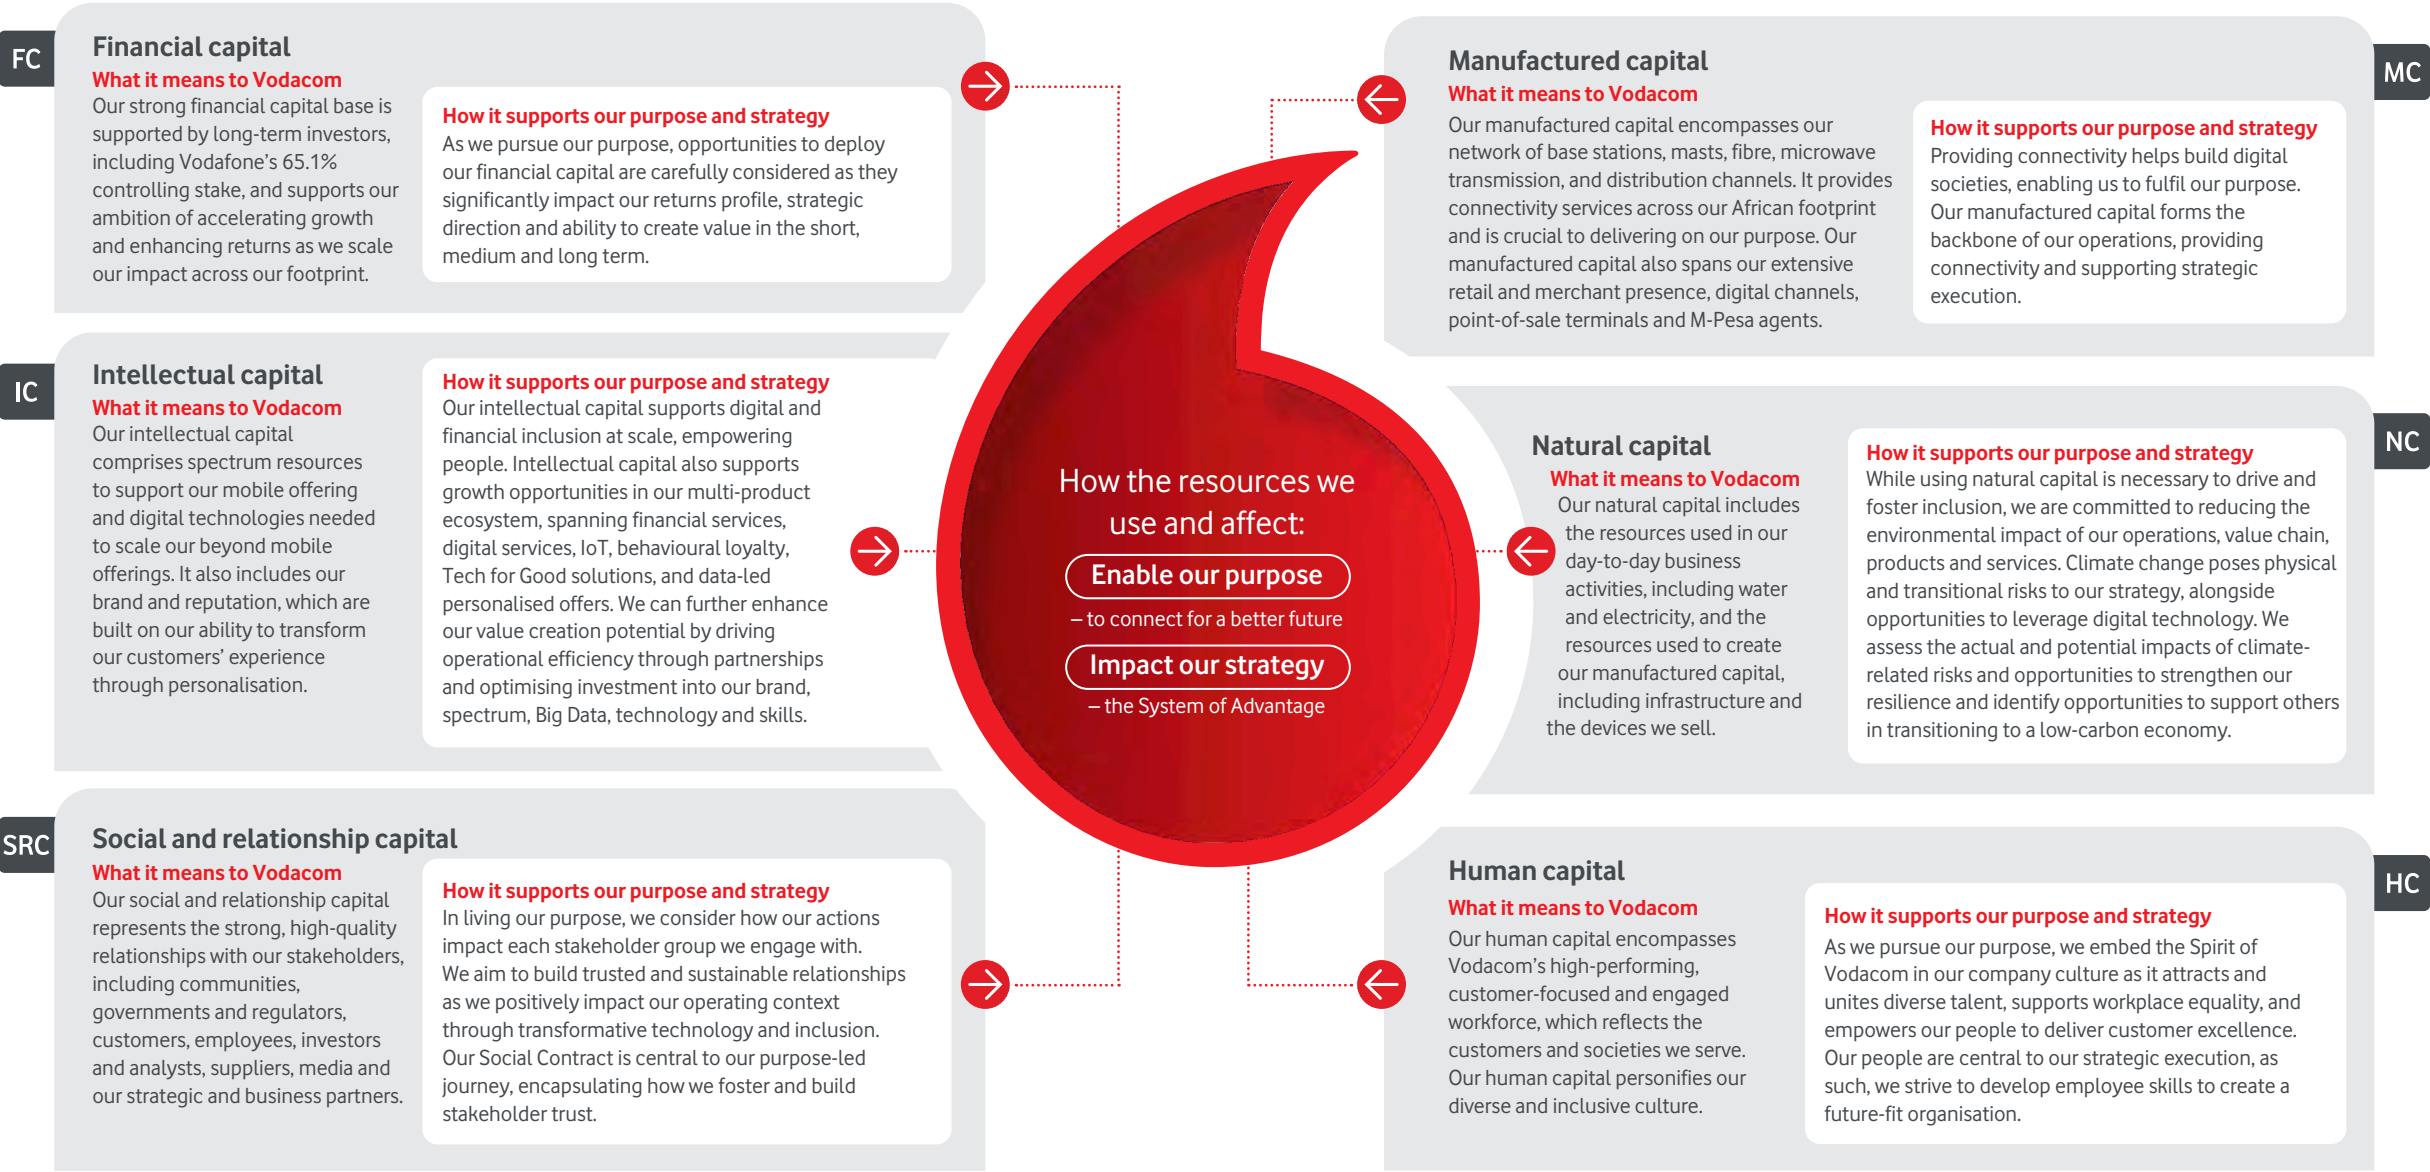 FC
Financial capital
What it means to Vodacom
Our strong financial capital base is
supported by long-term investors,
including Vodafone's 65.1%
controlling stake, and supports our
ambition of accelerating growth
and enhancing returns as we scale
our impact across our footprint.
How it supports our purpose and strategy
As we pursue our purpose, opportunities to deploy
our financial capital are carefully considered as they
significantly impact our returns profile, strategic
direction and ability to create value in the short,
medium and long term.
IC
Intellectual capital
What it means to Vodacom
Our intellectual capital
comprises spectrum resources
to support our mobile offering
and digital technologies needed
to scale our beyond mobile
offerings. It also includes our
brand and reputation, which are
built on our ability to transform
our customers' experience
through personalisation.
How it supports our purpose and strategy
Our intellectual capital supports digital and
financial inclusion at scale, empowering
people. Intellectual capital also supports
growth opportunities in our multi-product
ecosystem, spanning financial services,
digital services, IoT, behavioural loyalty,
Tech for Good solutions, and data-led
personalised offers. We can further enhance
our value creation potential by driving
operational efficiency through partnerships
and optimising investment into our brand,
spectrum, Big Data, technology and skills.
SRC
Social and relationship capital
What it means to Vodacom
Our social and relationship capital
represents the strong, high-quality
relationships with our stakeholders,
including communities,
governments and regulators,
customers, employees, investors
and analysts, suppliers, media and
our strategic and business partners.
How it supports our purpose and strategy
In living our purpose, we consider how our actions
impact each stakeholder group we engage with.
We aim to build trusted and sustainable relationships
as we positively impact our operating context
through transformative technology and inclusion.
Our Social Contract is central to our purpose-led
journey, encapsulating how we foster and build
stakeholder trust.
How the resources we
use and affect:
Enable our purpose
– to connect for a better future
Impact our strategy
– the System of Advantage
MC
Manufactured capital
What it means to Vodacom
Our manufactured capital encompasses our
network of base stations, masts, fibre, microwave
transmission, and distribution channels. It provides
connectivity services across our African footprint
and is crucial to delivering on our purpose. Our
manufactured capital also spans our extensive
retail and merchant presence, digital channels,
point-of-sale terminals and M-Pesa agents.
How it supports our purpose and strategy
Providing connectivity helps build digital
societies, enabling us to fulfil our purpose.
Our manufactured capital forms the
backbone of our operations, providing
connectivity and supporting strategic
execution.
NC
Natural capital
What it means to Vodacom
Our natural capital includes
the resources used in our
day-to-day business
activities, including water
and electricity, and the
resources used to create
our manufactured capital,
including infrastructure and
the devices we sell.
How it supports our purpose and strategy
While using natural capital is necessary to drive and
foster inclusion, we are committed to reducing the
environmental impact of our operations, value chain,
products and services. Climate change poses physical
and transitional risks to our strategy, alongside
opportunities to leverage digital technology. We
assess the actual and potential impacts of climate-
related risks and opportunities to strengthen our
resilience and identify opportunities to support others
in transitioning to a low-carbon economy.
HC
Human capital
What it means to Vodacom
Our human capital encompasses
Vodacom's high-performing,
customer-focused and engaged
workforce, which reflects the
customers and societies we serve.
Our human capital personifies our
diverse and inclusive culture.
How it supports our purpose and strategy
As we pursue our purpose, we embed the Spirit of
Vodacom in our company culture as it attracts and
unites diverse talent, supports workplace equality, and
empowers our people to deliver customer excellence.
Our people are central to our strategic execution, as
such, we strive to develop employee skills to create a
future-fit organisation.